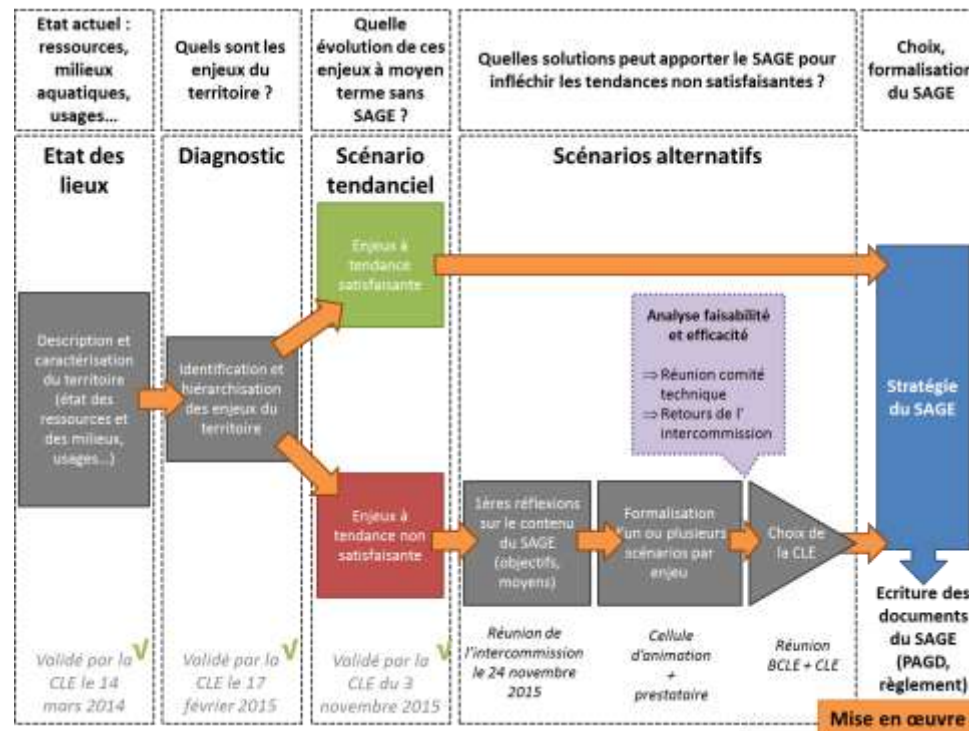 Etat actuel :
ressources,
milieux
aquatiques,
usages…
Quels sont les
enjeux du
territoire ?
Quelle
évolution de ces
enjeux à moyen
terme sans
SAGE ?
Quelles solutions peut apporter le SAGE pour
infléchir les tendances non satisfaisantes ?
Choix,
formalisation
du SAGE
Etat des
lieux
Diagnostic
Scénario
tendanciel
Scénarios alternatifs
Enjeux à
tendance
satisfaisante
Description et
caractérisation
du territoire
(état des
ressources et
des milieux,
usages…)
Identification et
hiérarchisation
des enjeux du
territoire
Analyse faisabilité
et efficacité
⇒ Réunion comité
technique
⇒ Retours de l'
intercommission
Stratégie
du SAGE
Enjeux à
tendance non
satisfaisante
1ères réflexions
sur le contenu
du SAGE
(objectifs,
moyens)
Formalisation
d'un ou plusieurs
scénarios par
enjeu
Choix de
la CLE
Validé par la √
CLE le 14
mars 2014
Validé par la √
CLE le 17
février 2015
Validé par la √
CLE du 3
novembre 2015
Réunion de
l'intercommission
le 24 novembre
2015
Cellule
d'animation
+
prestataire
Réunion
BCLE + CLE
Ecriture des
documents
du SAGE
(PAGD,
règlement)
Mise en œuvre